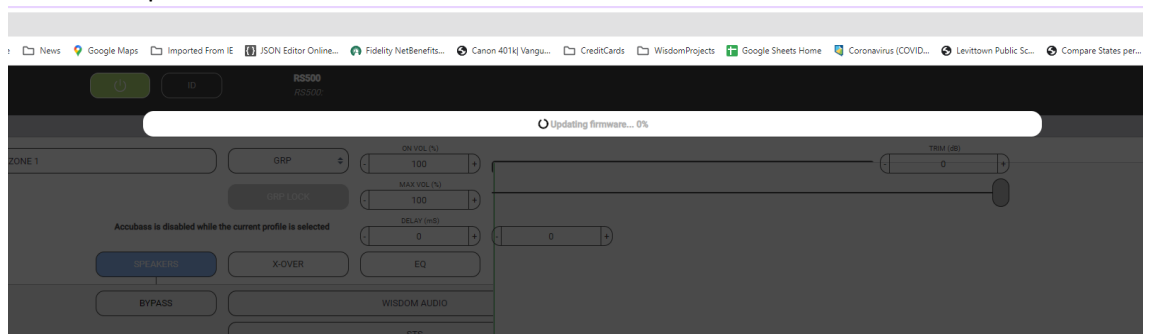 News Google Maps Imported From IE JSON Editor Online... Fidelity NetBenefits... Canon 401k| Vangu... CreditCards WisdomProjects Google Sheets Home Coronavirus (COVID... Levittown Public Sc... Compare States per...
ID
RS500
RS500:
Updating firmware... 0%
ZONE 1
GRP
ON VOL (%)
- 100 +
TRIM (dB)
- 0 +
GRP LOCK
MAX VOL (%)
- 100 +
Accubass is disabled while the current profile is selected
DELAY (mS)
- 0 +
- 0 +
SPEAKERS
X-OVER
EQ
BYPASS
WISDOM AUDIO